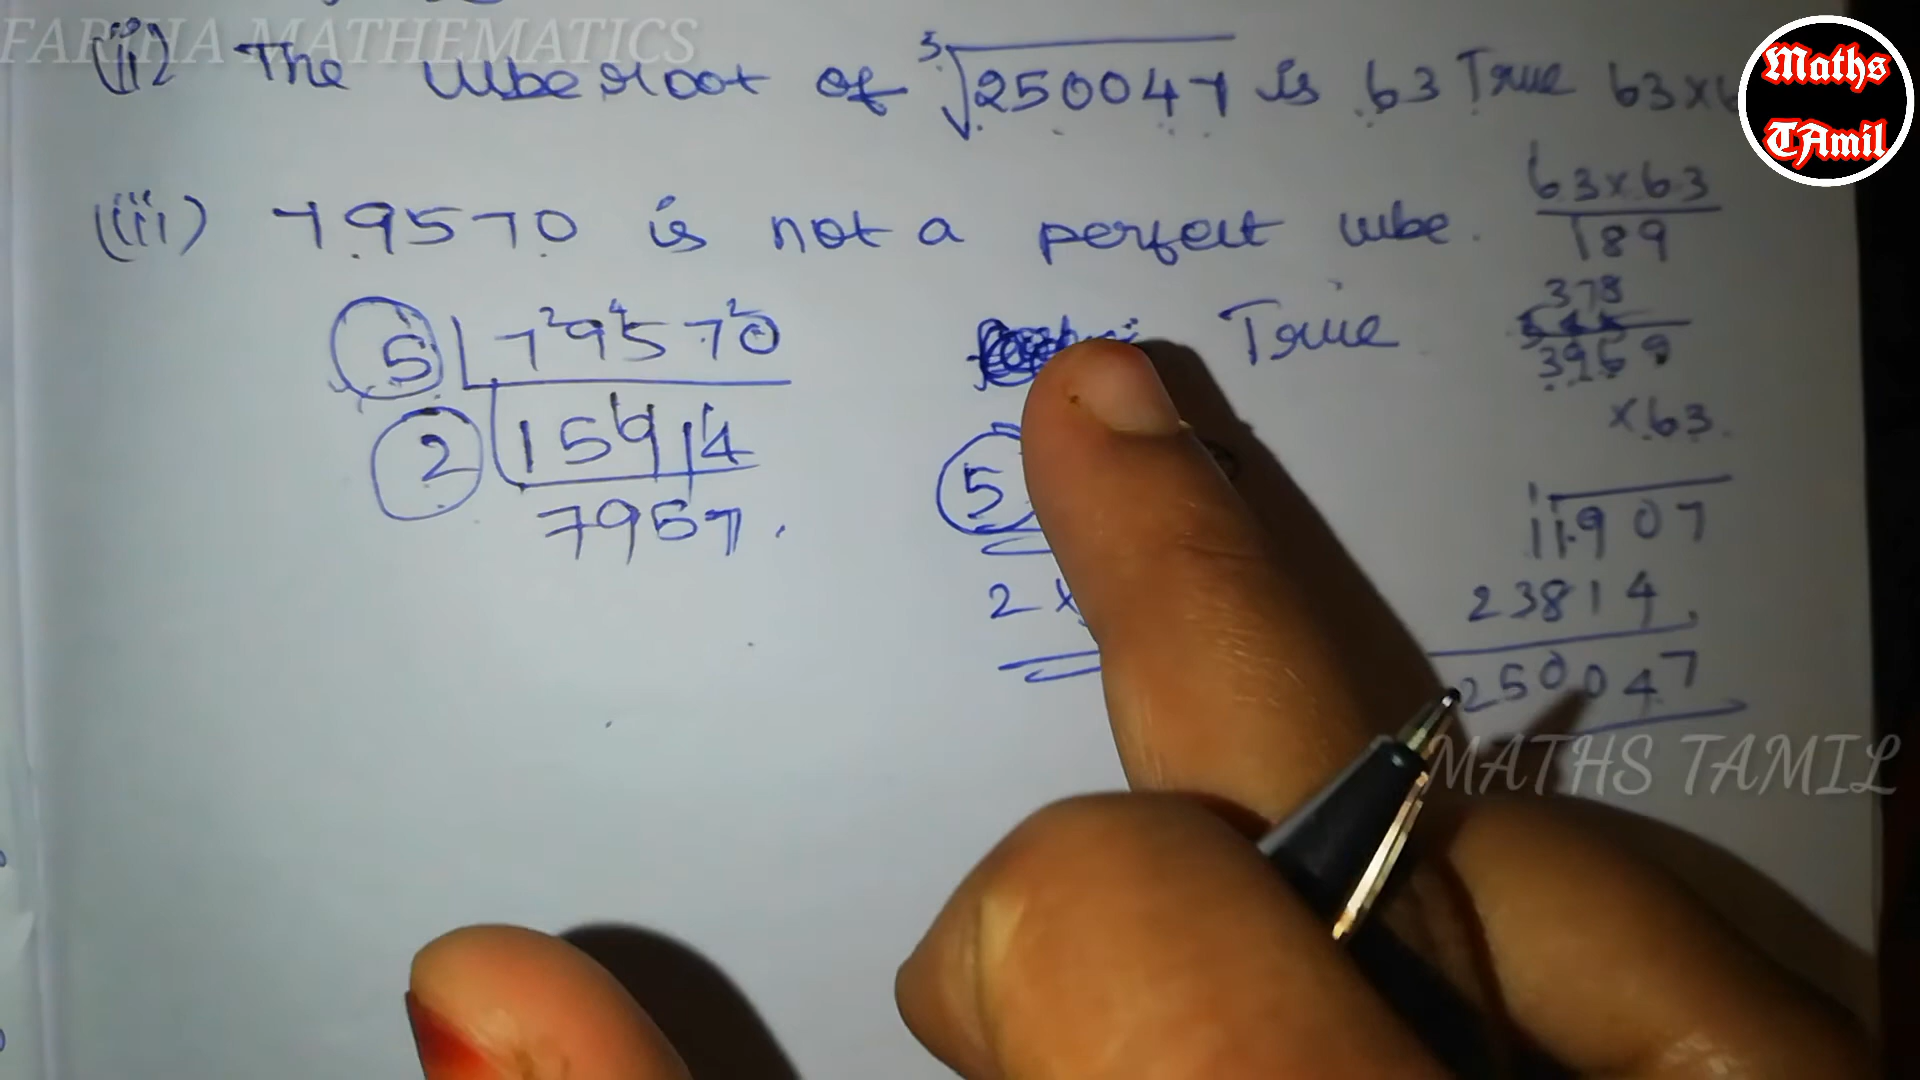 FARIHA MATHEMATICS
(ii) The cube root of ³√250047 is 63 True 63×6
Maths
TAmil
(iii) 79570 is not a perfect cube.
True
63×63
189
378
3969
×63
11907
23814
250047
5 79570
2 15914
7957.
5
2 ×
MATHS TAMIL